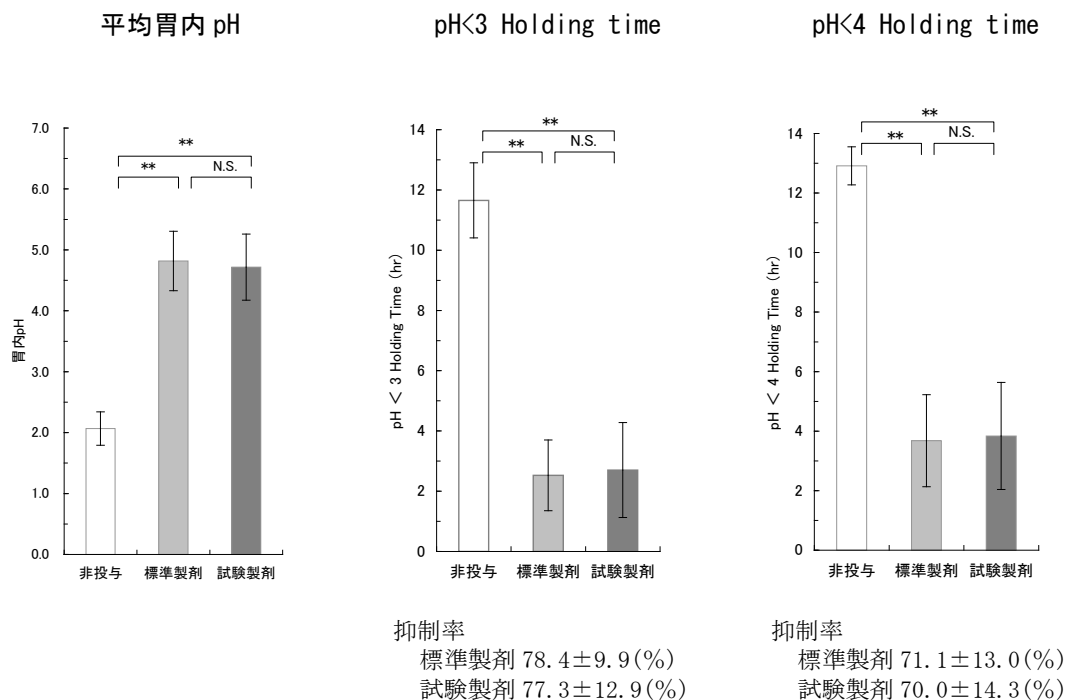 平均胃内 pH
pH<3 Holding time
pH<4 Holding time
胃内pH
7.0
6.0
5.0
4.0
3.0
2.0
1.0
0.0
**
**
N.S.
非投与 標準製剤 試験製剤
pH < 3 Holding Time (hr)
14
12
10
8
6
4
2
0
**
**
N.S.
非投与 標準製剤 試験製剤
抑制率
標準製剤 78.4±9.9(%)
試験製剤 77.3±12.9(%)
pH < 4 Holding Time (hr)
14
12
10
8
6
4
2
0
**
**
N.S.
非投与 標準製剤 試験製剤
抑制率
標準製剤 71.1±13.0(%)
試験製剤 70.0±14.3(%)